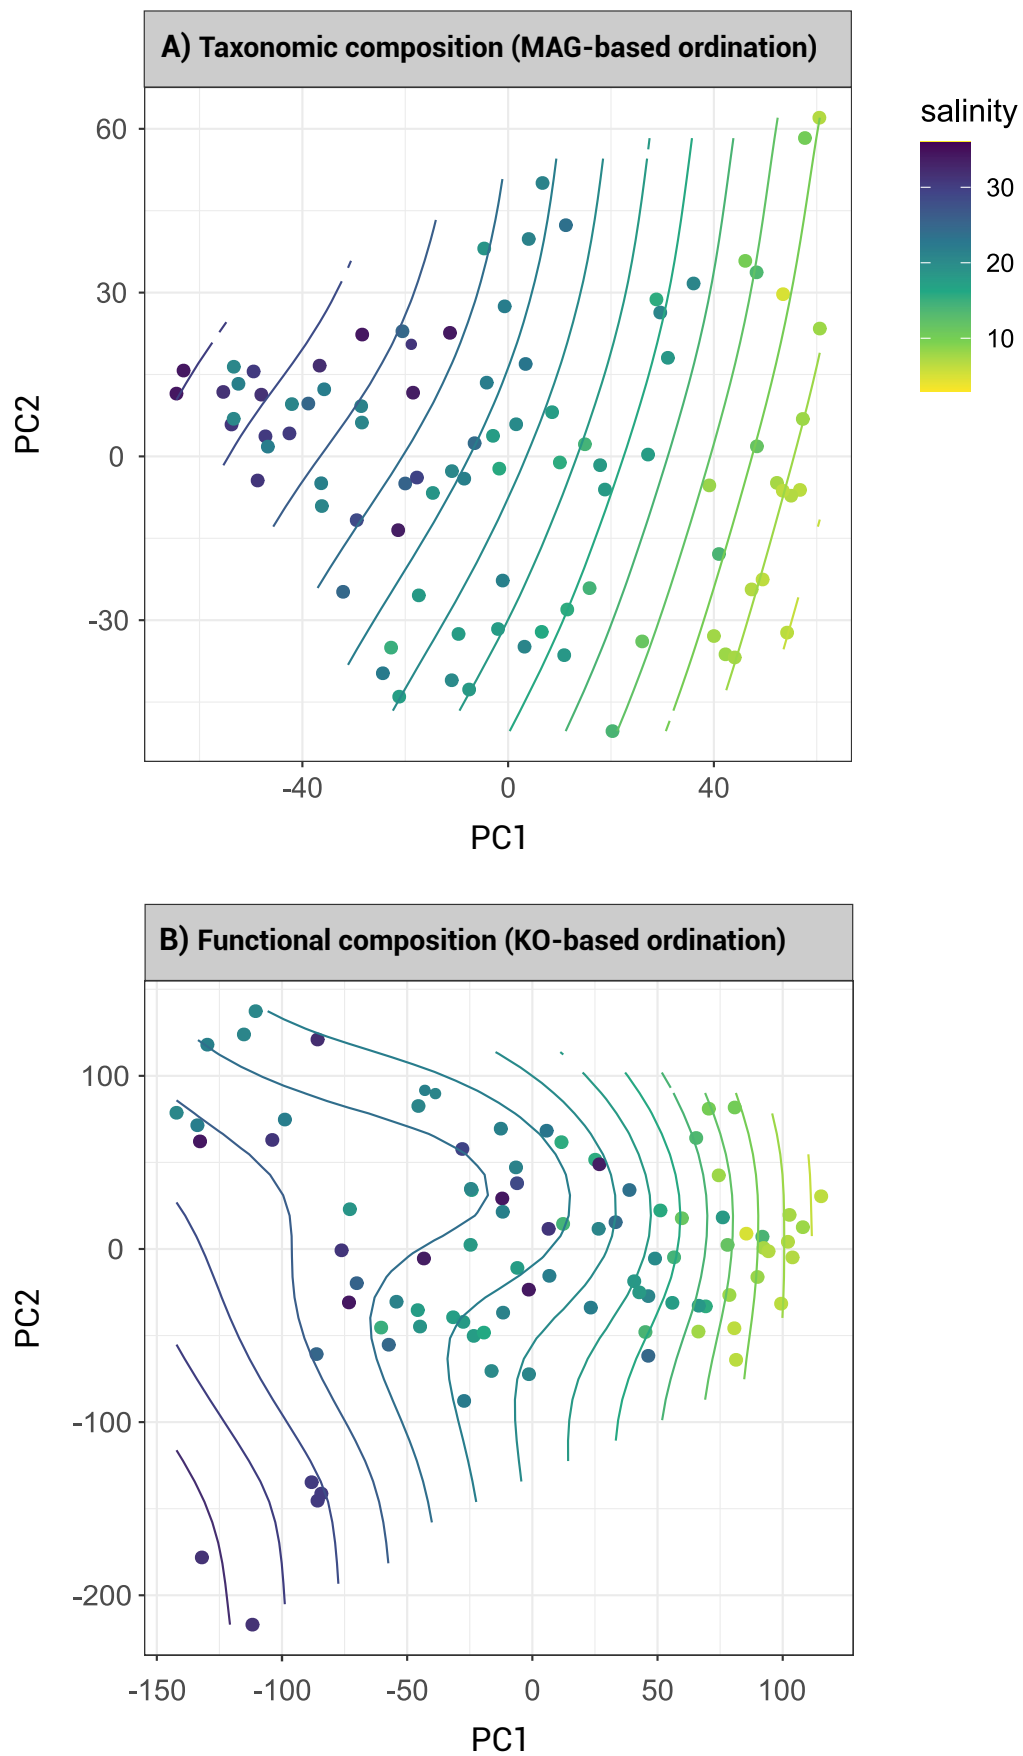 A) Taxonomic composition (MAG-based ordination)
salinity
30
20
10
60
30
0
-30
PC2
-40
0
40
PC1
B) Functional composition (KO-based ordination)
100
0
-100
-200
PC2
-150
-100
-50
0
50
100
PC1